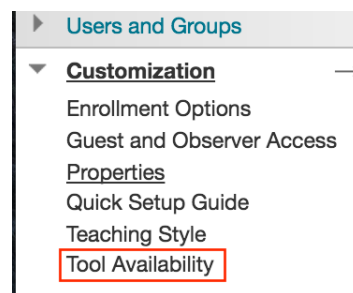 Users and Groups
Customization
Enrollment Options
Guest and Observer Access
Properties
Quick Setup Guide
Teaching Style
Tool Availability